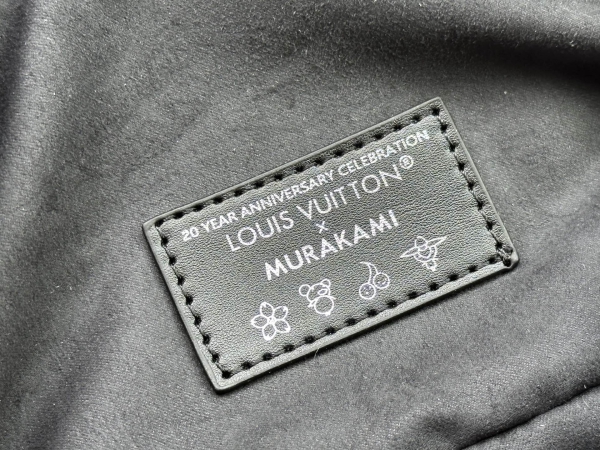 20 YEAR ANNIVERSARY CELEBRATION
LOUIS VUITTON®
×
MURAKAMI